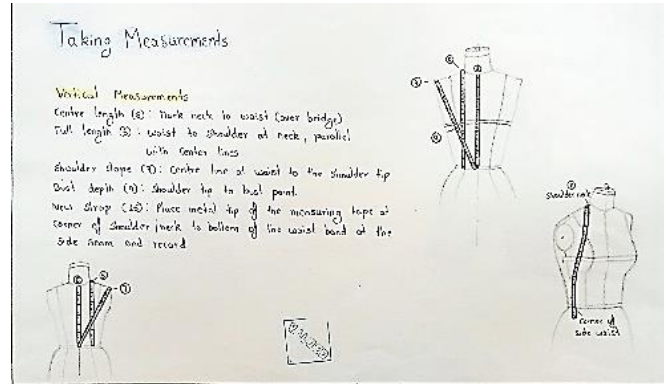 Taking Measurements
Vertical Measurements
Centre length : neck to waist (over bridge)
Full length : waist to shoulder at neck, parallel
with center lines
Shoulder slope (7) : Centre line at waist to the shoulder tip
Bust depth (9) : Shoulder tip to bust point.
New Strap : Place metal tip of the measuring tape at
corner of shoulder/neck to bottom of the waist band at the
side seam and record
shoulder neck
corner of
side waist
7